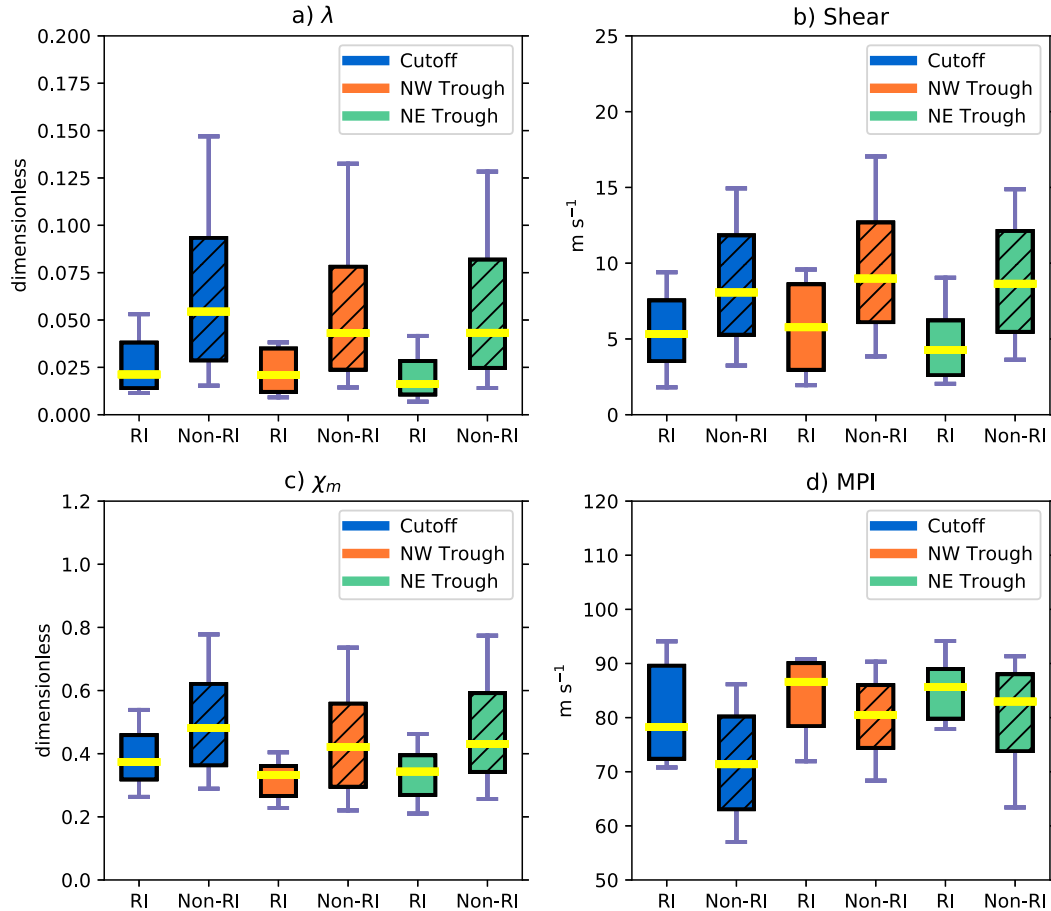 a) λ
0.200
0.175
0.150
0.125
0.100
0.075
0.050
0.025
0.000
dimensionless
Cutoff
NW Trough
NE Trough
RI Non-RI RI Non-RI RI Non-RI
b) Shear
25
20
15
10
5
0
m s⁻¹
Cutoff
NW Trough
NE Trough
RI Non-RI RI Non-RI RI Non-RI
c) χₘ
1.2
1.0
0.8
0.6
0.4
0.2
0.0
dimensionless
Cutoff
NW Trough
NE Trough
RI Non-RI RI Non-RI RI Non-RI
d) MPI
120
110
100
90
80
70
60
50
m s⁻¹
Cutoff
NW Trough
NE Trough
RI Non-RI RI Non-RI RI Non-RI